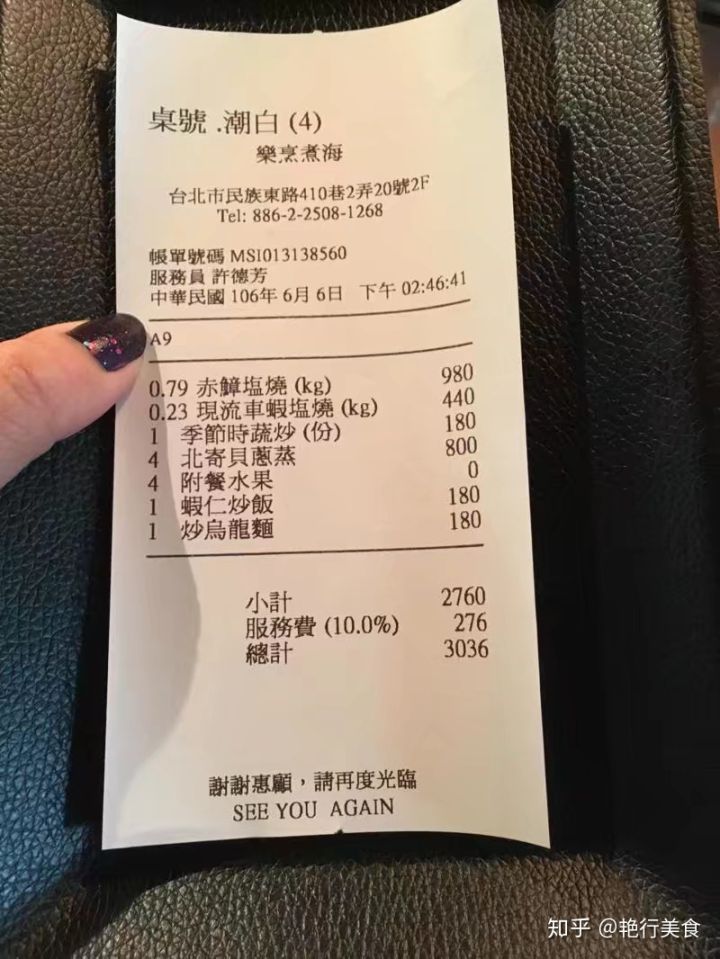 桌號 .潮白 (4)
樂烹煮海
台北市民族東路410巷2弄20號2F
Tel: 886-2-2508-1268
帳單號碼 MSI013138560
服務員 許德芳
中華民國 106年 6月 6日 下午 02:46:41
A9
0.79 赤鱆塩燒 (kg) 980
0.23 現流車蝦塩燒 (kg) 440
1 季節時蔬炒 (份) 180
4 北寄貝蔥蒸 800
4 附餐水果 0
1 蝦仁炒飯 180
1 炒烏龍麵 180
小計 2760
服務費 (10.0%) 276
總計 3036
謝謝惠顧，請再度光臨
SEE YOU AGAIN
知乎 @艳行美食